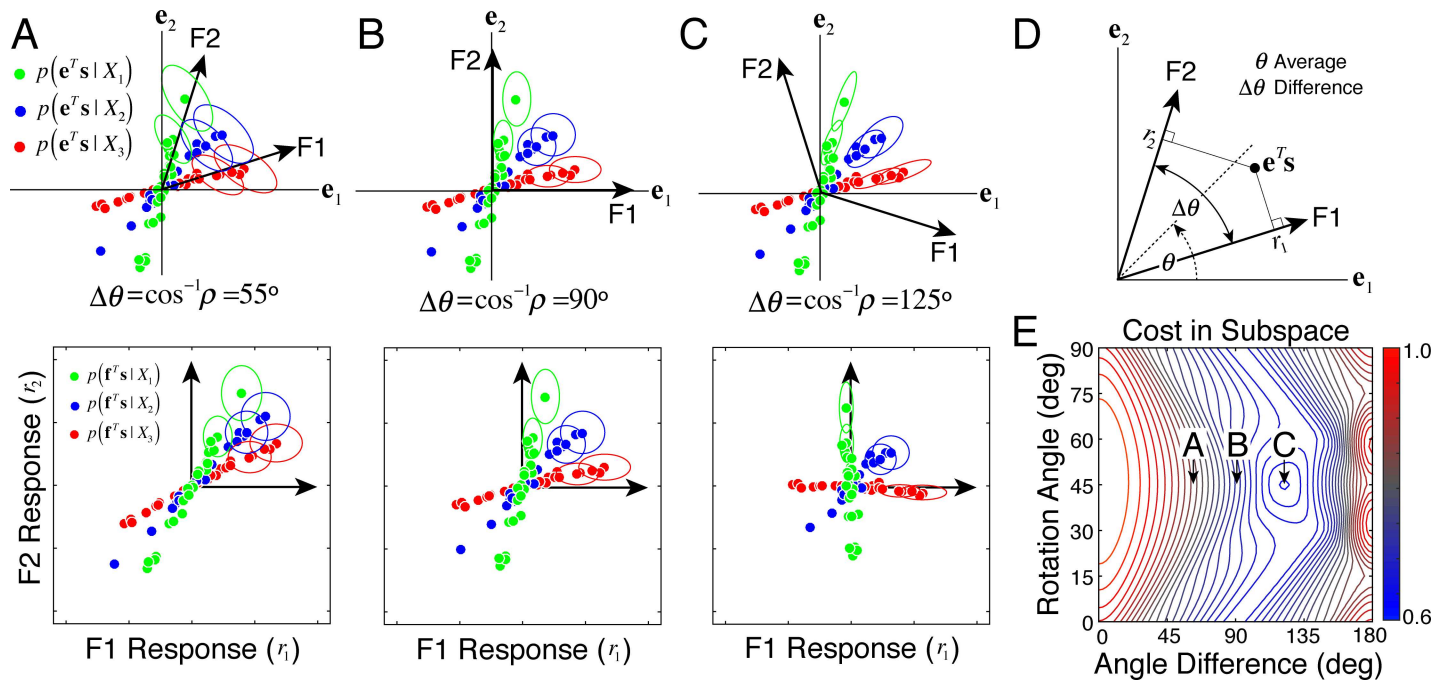 A
e₂
F2
p(eᵀs | X₁)
p(eᵀs | X₂)
p(eᵀs | X₃)
F1
e₁
Δθ=cos⁻¹ρ=55°
B
e₂
F2
e₁
F1
Δθ=cos⁻¹ρ=90°
C
e₂
F2
e₁
F1
Δθ=cos⁻¹ρ=125°
D
e₂
F2
θ Average
Δθ Difference
r₂
eᵀs
Δθ
F1
r₁
θ
e₁
p(fᵀs | X₁)
p(fᵀs | X₂)
p(fᵀs | X₃)
F2 Response (r₂)
F1 Response (r₁)
F1 Response (r₁)
F1 Response (r₁)
E
Cost in Subspace
90
75
60
45
30
15
0
Rotation Angle (deg)
A B C
0 45 90 135 180
Angle Difference (deg)
1.0
0.6